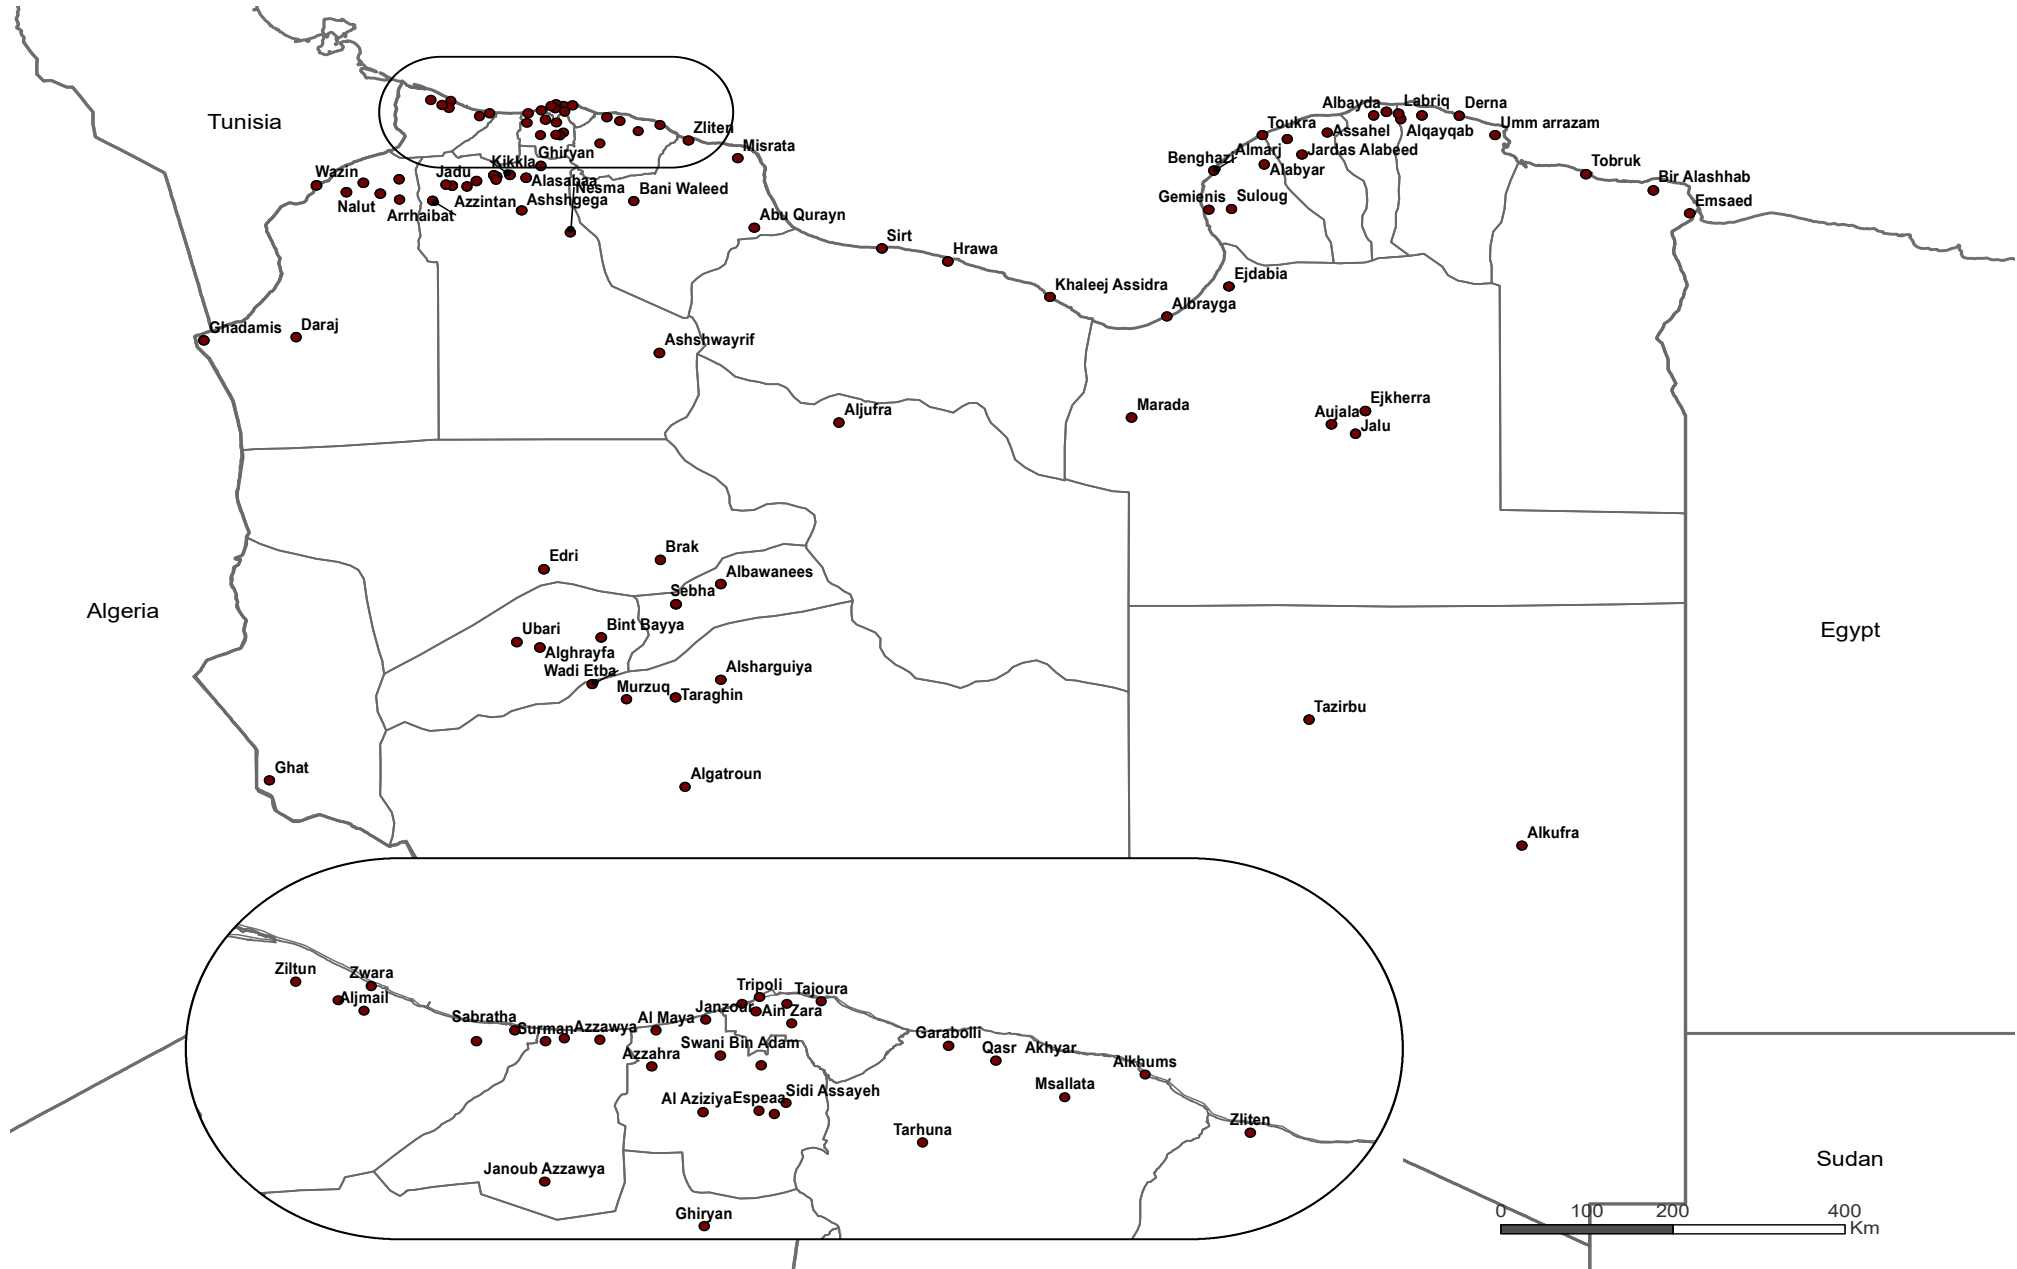 Tunisia
Algeria
Egypt
Sudan
Zliten
Misrata
Ghiryan
Kikkla
Wazin
Jadu
Alasabaa
Nesma
Bani Waleed
Nalut
Arrhaibat
Azzintan
Ashshgega
Abu Qurayn
Sirt
Hrawa
Khaleej Assidra
Albrayga
Ejdabia
Ghadamis
Daraj
Ashshwayrif
Aljufra
Marada
Aujala
Ejkherra
Jalu
Albayda
Labriq
Derna
Toukra
Assahel
Alqayqab
Umm arrazam
Benghazi
Almarj
Jardas Alabeed
Alabyar
Tobruk
Bir Alashhab
Emsaed
Gemienis
Suloug
Edri
Brak
Albawanees
Sebha
Ubari
Bint Bayya
Alghrayfa
Wadi Etba
Murzuq
Taraghin
Alsharguiya
Ghat
Algatroun
Tazirbu
Alkufra
Ziltun
Zwara
Aljmail
Sabratha
Surman
Azzawya
Al Maya
Janzour
Tripoli
Tajoura
Ain Zara
Swani Bin Adam
Azzahra
Garabolli
Qasr Akhyar
Alkhums
Msallata
Al Aziziya
Espeaa
Sidi Assayeh
Tarhuna
Zliten
Janoub Azzawya
Ghiryan
0 100 200 400
Km